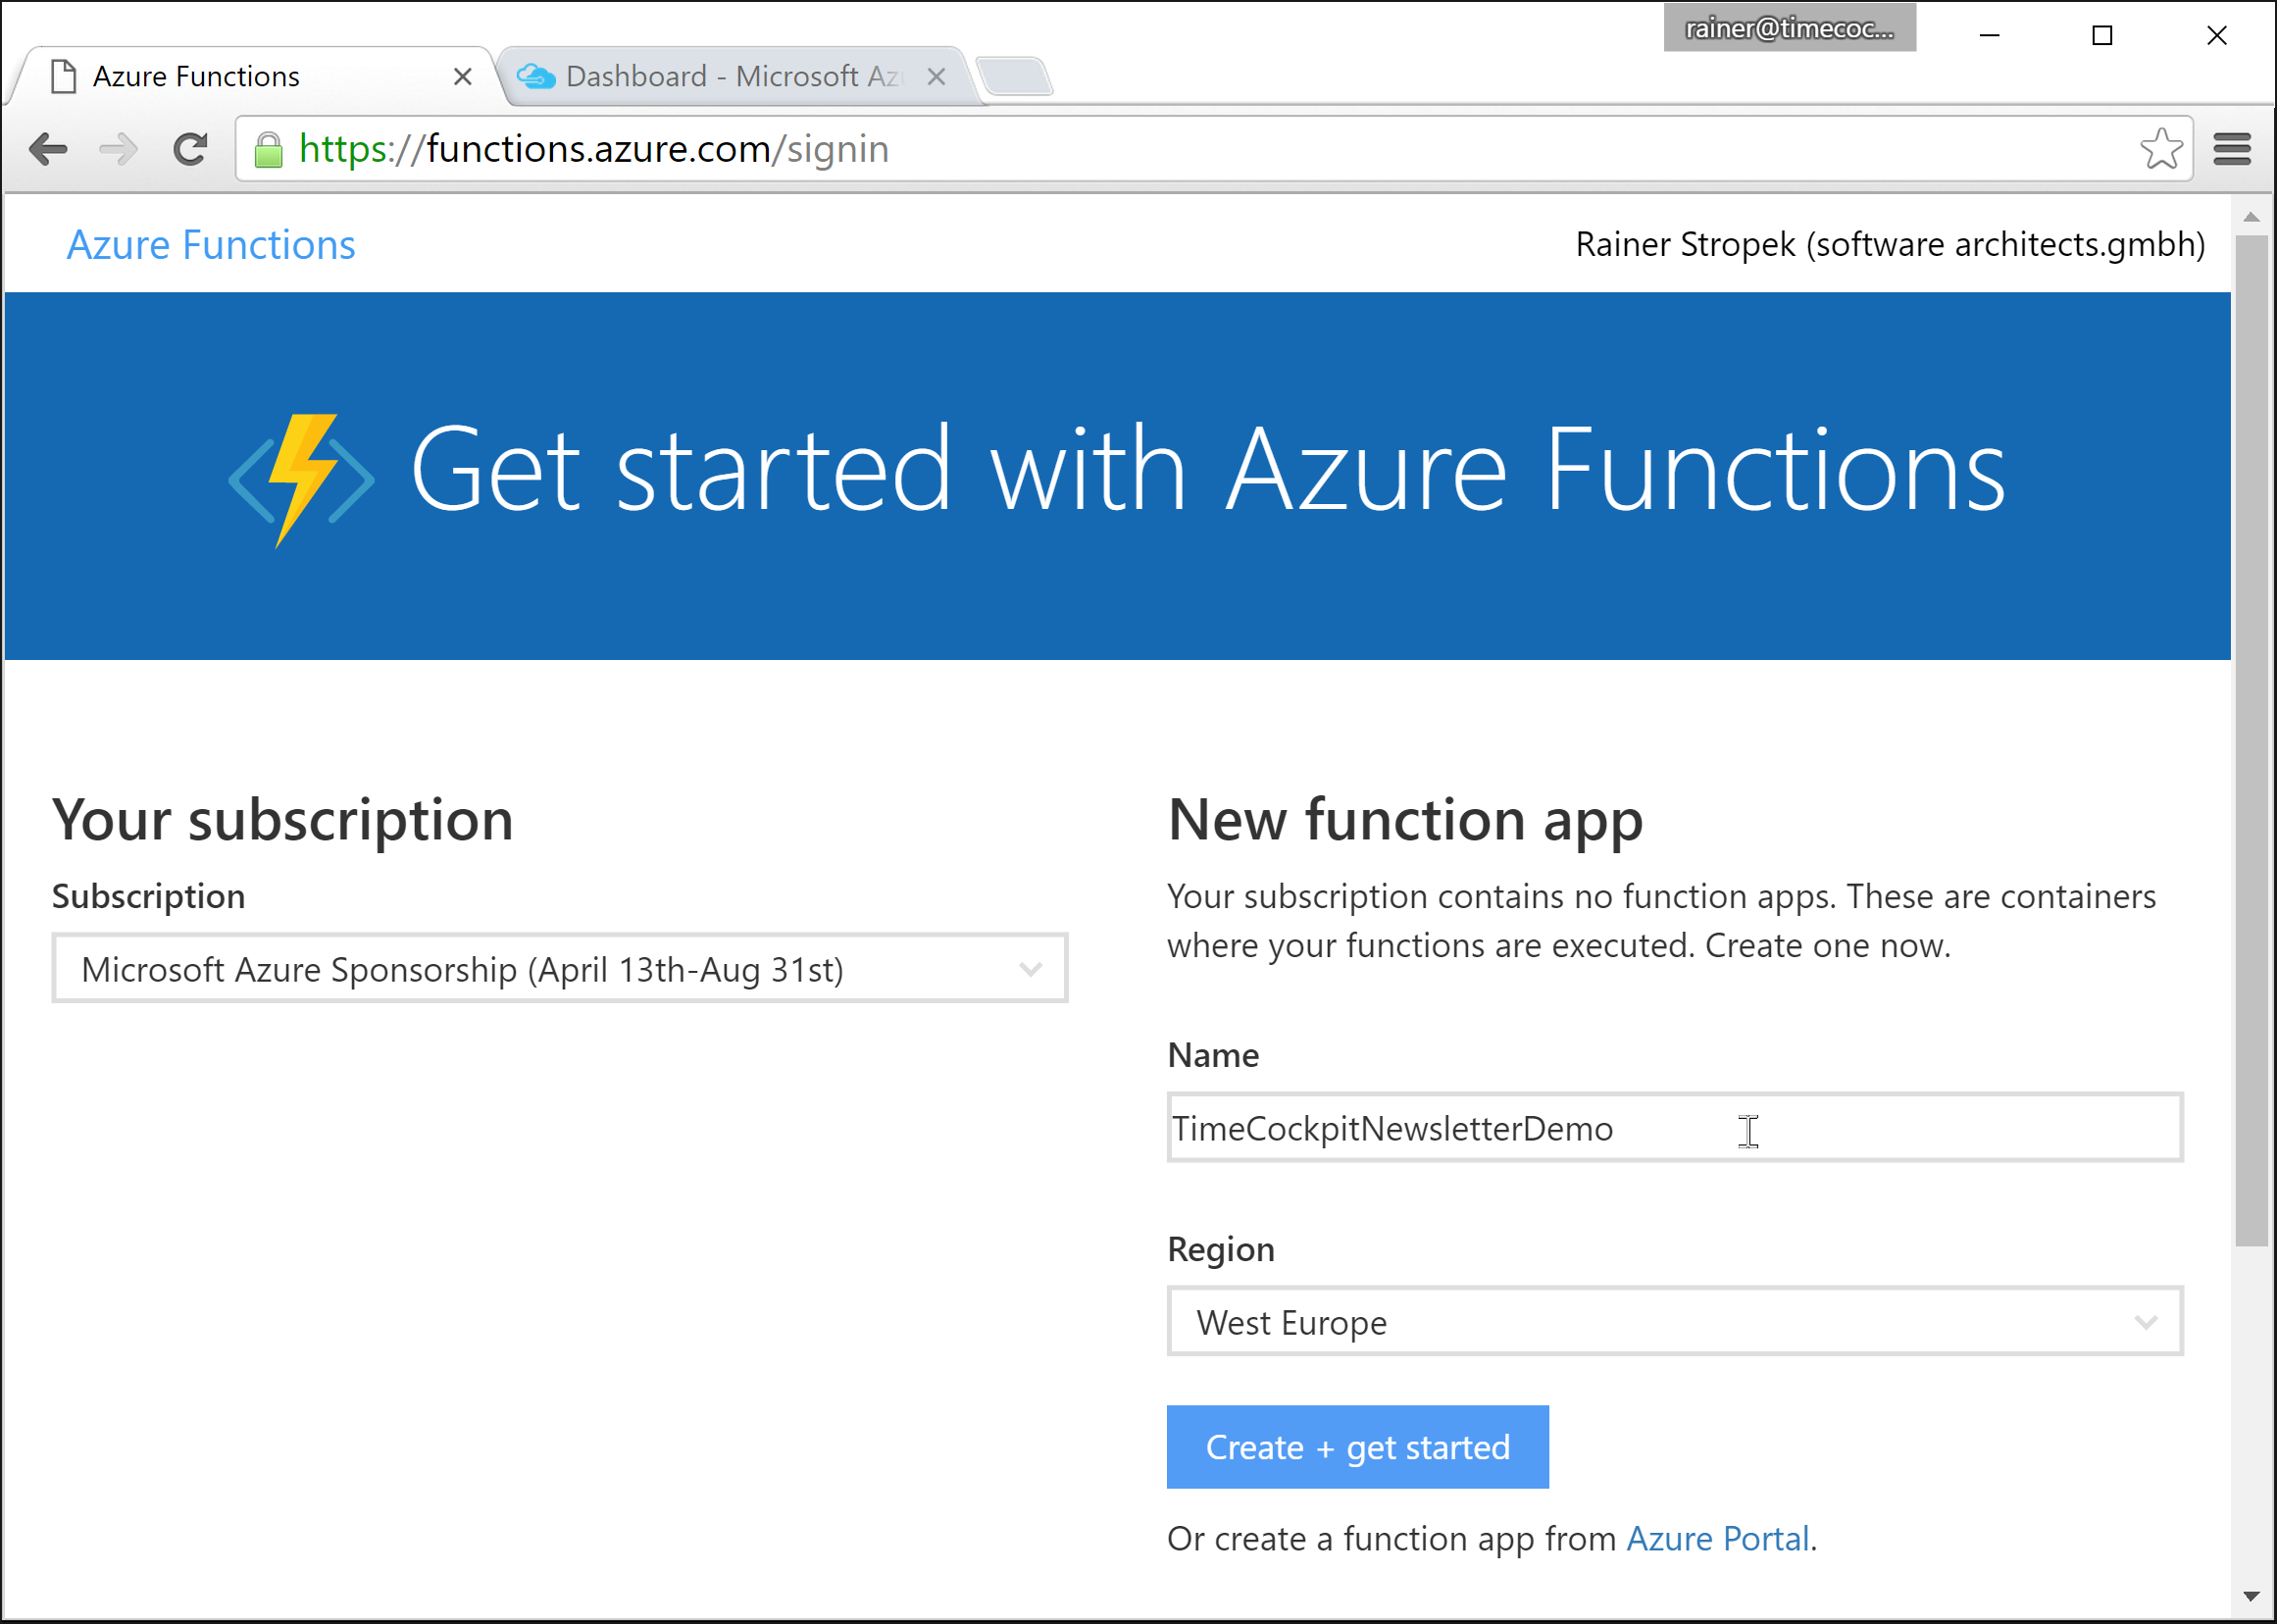 rainer@timecoc...
Azure Functions
Dashboard - Microsoft Az
https://functions.azure.com/signin
Azure Functions
Rainer Stropek (software architects.gmbh)
Get started with Azure Functions
Your subscription
Subscription
Microsoft Azure Sponsorship (April 13th-Aug 31st)
New function app
Your subscription contains no function apps. These are containers
where your functions are executed. Create one now.
Name
TimeCockpitNewsletterDemo
Region
West Europe
Create + get started
Or create a function app from Azure Portal.